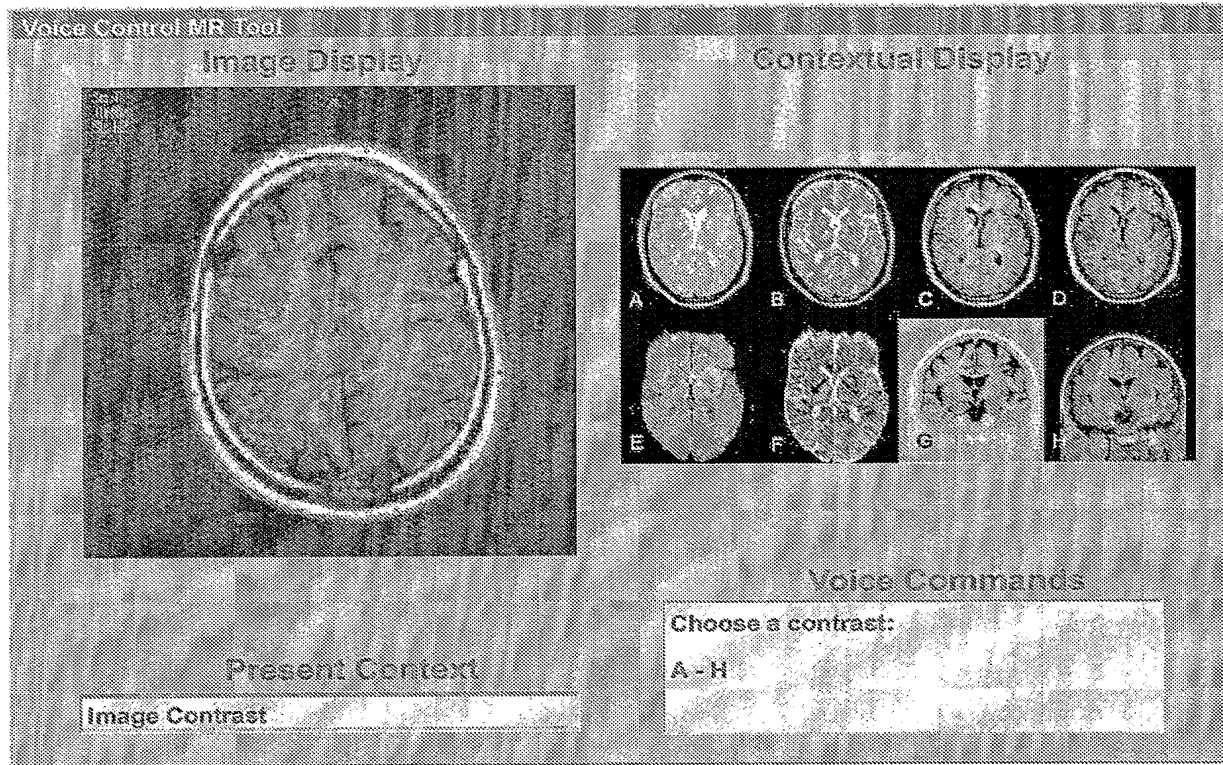 Voice Control MR Tool
Image Display
Contextual Display
A
B
C
D
E
F
G
H
Voice Commands
Choose a contrast:
A - H
Present Context
Image Contrast